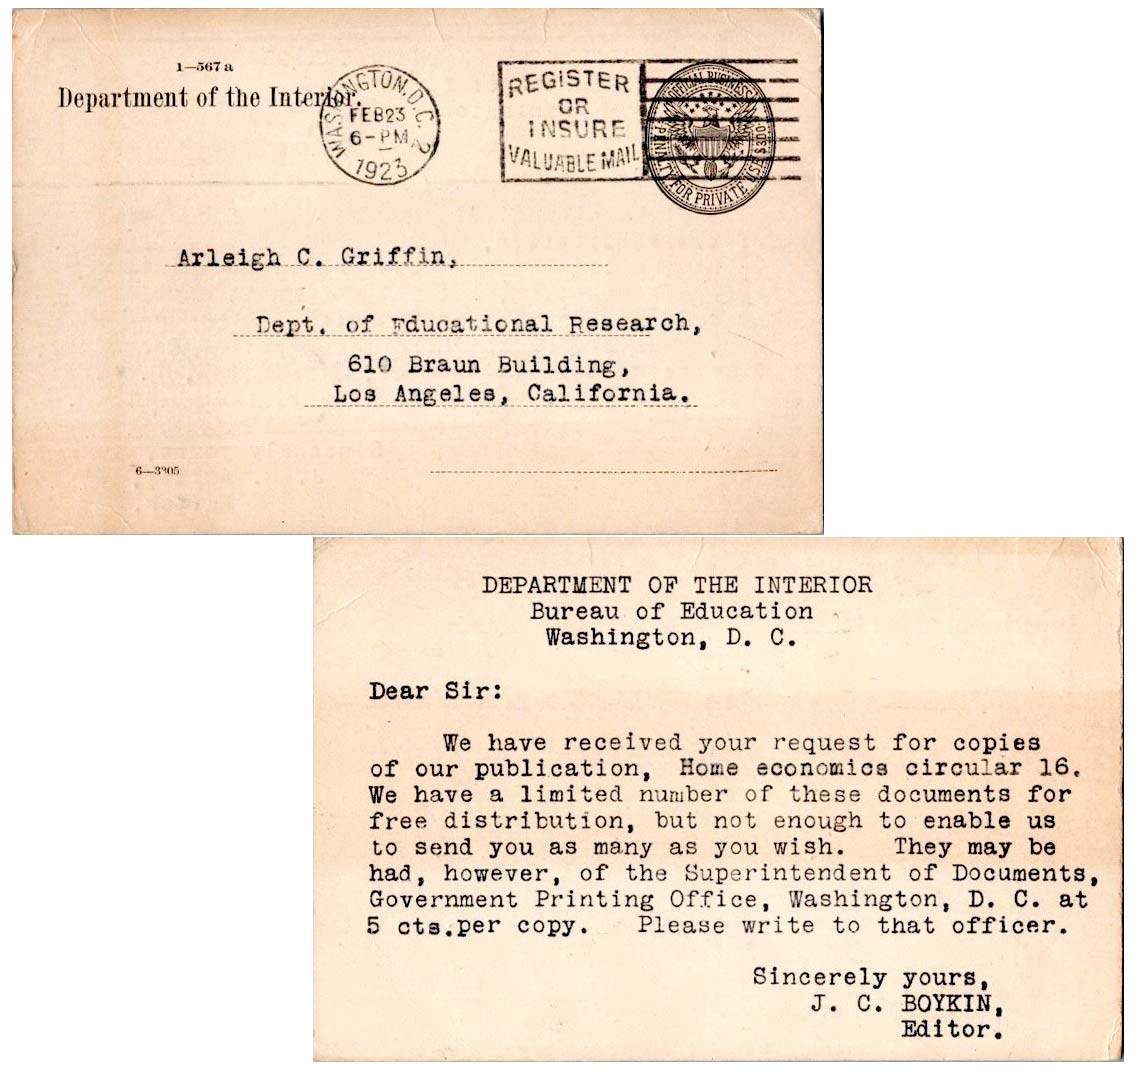 1—567 a
Department of the Interior.
WASHINGTON, D.C. 2
FEB 23
6-PM
1923
REGISTER
OR
INSURE
VALUABLE MAIL
OFFICIAL BUSINESS
PENALTY FOR PRIVATE USE $300
Arleigh C. Griffin,
Dept. of Educational Research,
610 Braun Building,
Los Angeles, California.
6—3305
DEPARTMENT OF THE INTERIOR
Bureau of Education
Washington, D. C.
Dear Sir:
We have received your request for copies
of our publication, Home economics circular 16.
We have a limited number of these documents for
free distribution, but not enough to enable us
to send you as many as you wish. They may be
had, however, of the Superintendent of Documents,
Government Printing Office, Washington, D. C. at
5 cts.per copy. Please write to that officer.
Sincerely yours,
J. C. BOYKIN,
Editor.